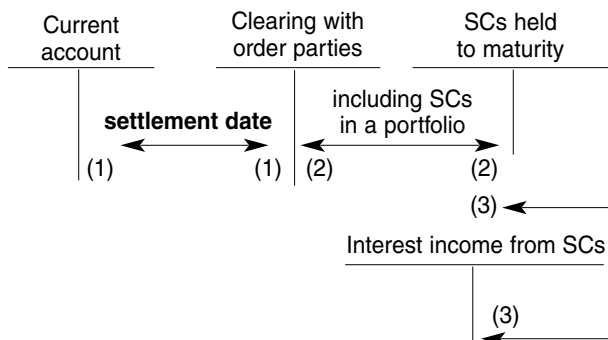 Current
account
Clearing with
order parties
SCs held
to maturity
settlement date
including SCs
in a portfolio
(1)
(1)
(2)
(2)
(3)
Interest income from SCs
(3)